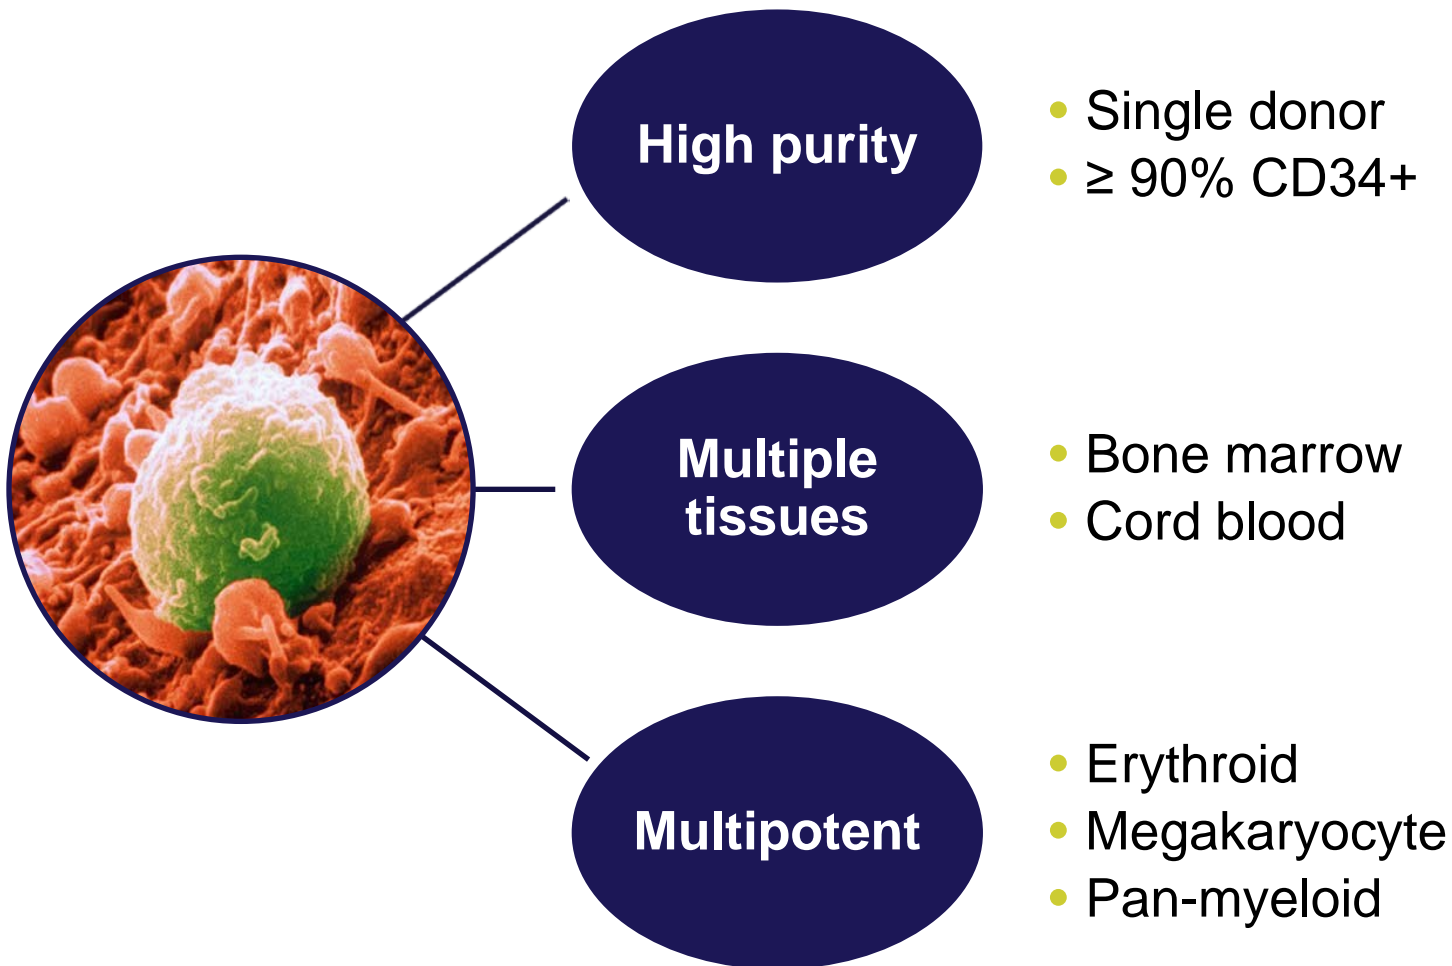 High purity
• Single donor
• ≥ 90% CD34+
Multiple
tissues
• Bone marrow
• Cord blood
Multipotent
• Erythroid
• Megakaryocyte
• Pan-myeloid